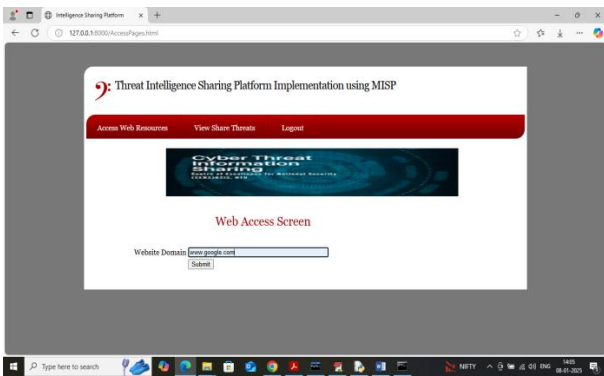 Intelligence Sharing Platform
127.0.0.1:8000/AccessPages.html
Threat Intelligence Sharing Platform Implementation using MISP
Access Web Resources View Share Threats Logout
Cyber Threat
Information
Sharing
Web Access Screen
Website Domain www.google.com
Submit
Type here to search NIFTY ENG 14:05
08-01-2025